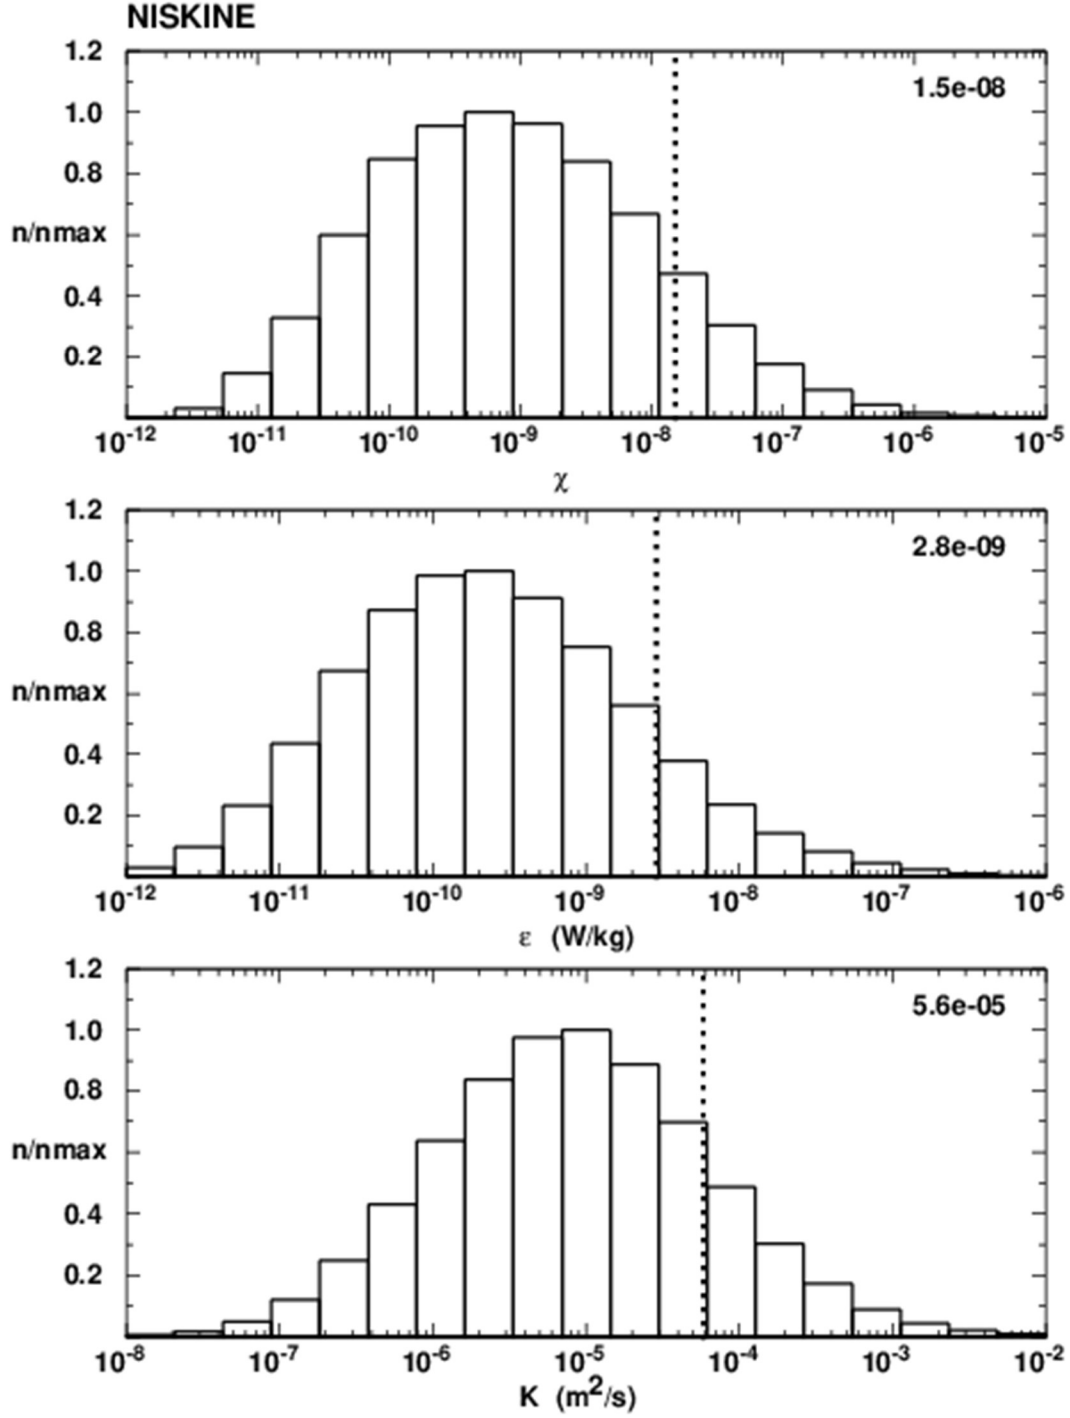 NISKINE
1.2
1.5e-08
1.0
0.8
n/nmax
0.4
0.2
10⁻¹² 10⁻¹¹ 10⁻¹⁰ 10⁻⁹ 10⁻⁸ 10⁻⁷ 10⁻⁶ 10⁻⁵
χ
1.2
2.8e-09
1.0
0.8
n/nmax
0.4
0.2
10⁻¹² 10⁻¹¹ 10⁻¹⁰ 10⁻⁹ 10⁻⁸ 10⁻⁷ 10⁻⁶
ε (W/kg)
1.2
5.6e-05
1.0
0.8
n/nmax
0.4
0.2
10⁻⁸ 10⁻⁷ 10⁻⁶ 10⁻⁵ 10⁻⁴ 10⁻³ 10⁻²
K (m²/s)